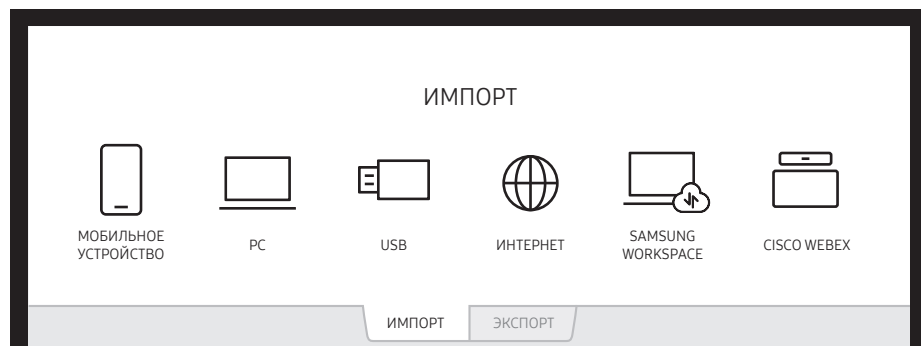 ИМПОРТ
МОБИЛЬНОЕ
УСТРОЙСТВО
PC
USB
ИНТЕРНЕТ
SAMSUNG
WORKSPACE
CISCO WEBEX
ИМПОРТ
ЭКСПОРТ